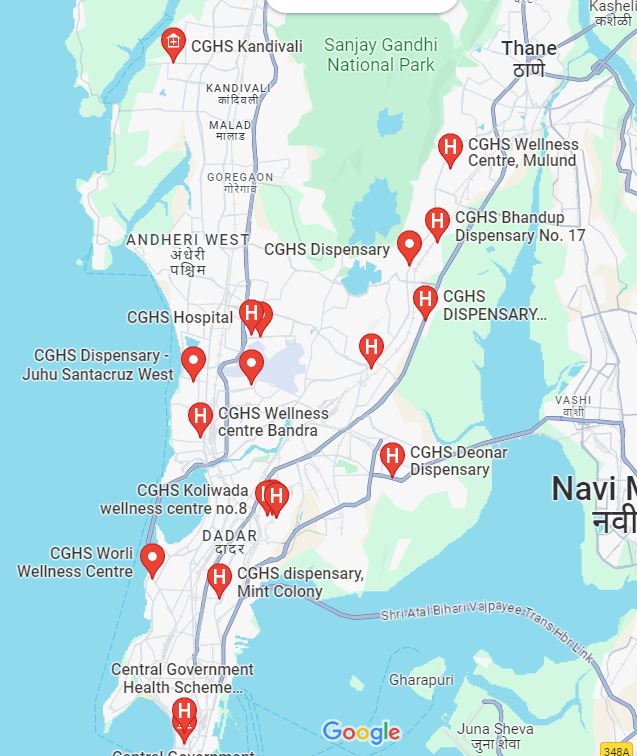 Kasheli
कशेळी
CGHS Kandivali
Sanjay Gandhi
National Park
Thane
ठाणे
KANDIVALI
कांदिवली
MALAD
मालाड
CGHS Wellness
Centre, Mulund
GOREGAON
गोरेगाव
CGHS Bhandup
Dispensary No. 17
ANDHERI WEST
अंधेरी
पश्चिम
CGHS Dispensary
CGHS Hospital
CGHS
DISPENSARY...
CGHS Dispensary -
Juhu Santacruz West
CGHS Wellness
centre Bandra
VASHI
वाशी
CGHS Deonar
Dispensary
CGHS Koliwada
wellness centre no.8
Navi M
नवी
DADAR
दादर
CGHS Worli
Wellness Centre
CGHS dispensary,
Mint Colony
Shri Atal Bihari Vajpayee Trans Hbr Link
Central Government
Health Scheme...
Gharapuri
Google
Juna Sheva
जुना शेवा
348A
Central Government